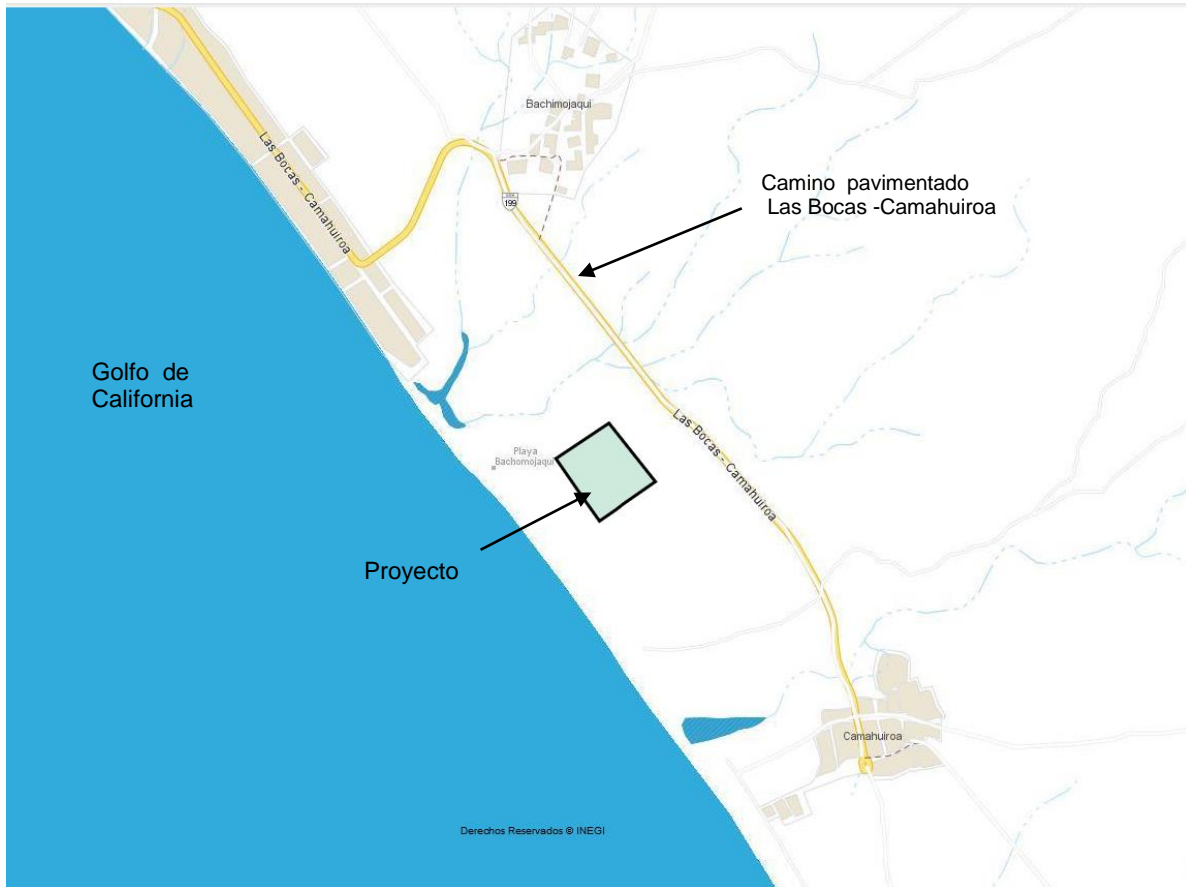 Bachimojaqui
Las Bocas - Camahuiroa
199
Camino pavimentado
Las Bocas -Camahuiroa
Golfo de
California
Las Bocas - Camahuiroa
Playa
Bachomojaqui
Proyecto
Camahuiroa
Derechos Reservados © INEGI